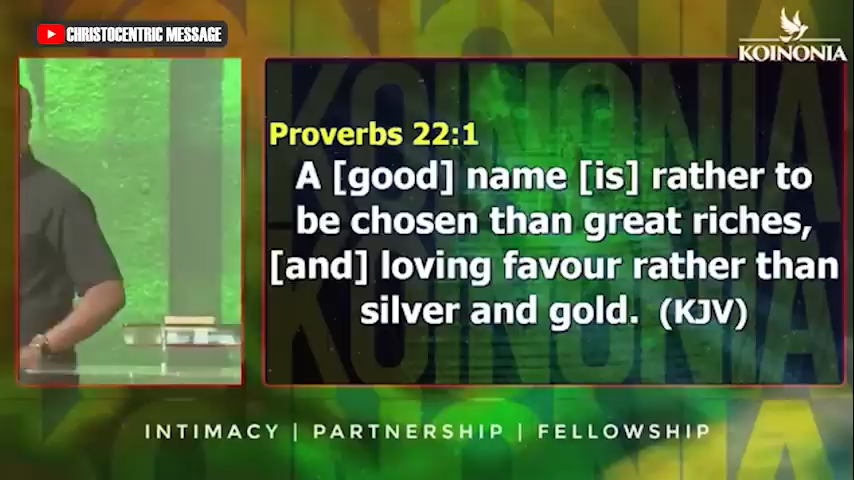 CHRISTOCENTRIC MESSAGE
KOINONIA
Proverbs 22:1
A [good] name [is] rather to
be chosen than great riches,
[and] loving favour rather than
silver and gold. (KJV)
INTIMACY | PARTNERSHIP | FELLOWSHIP